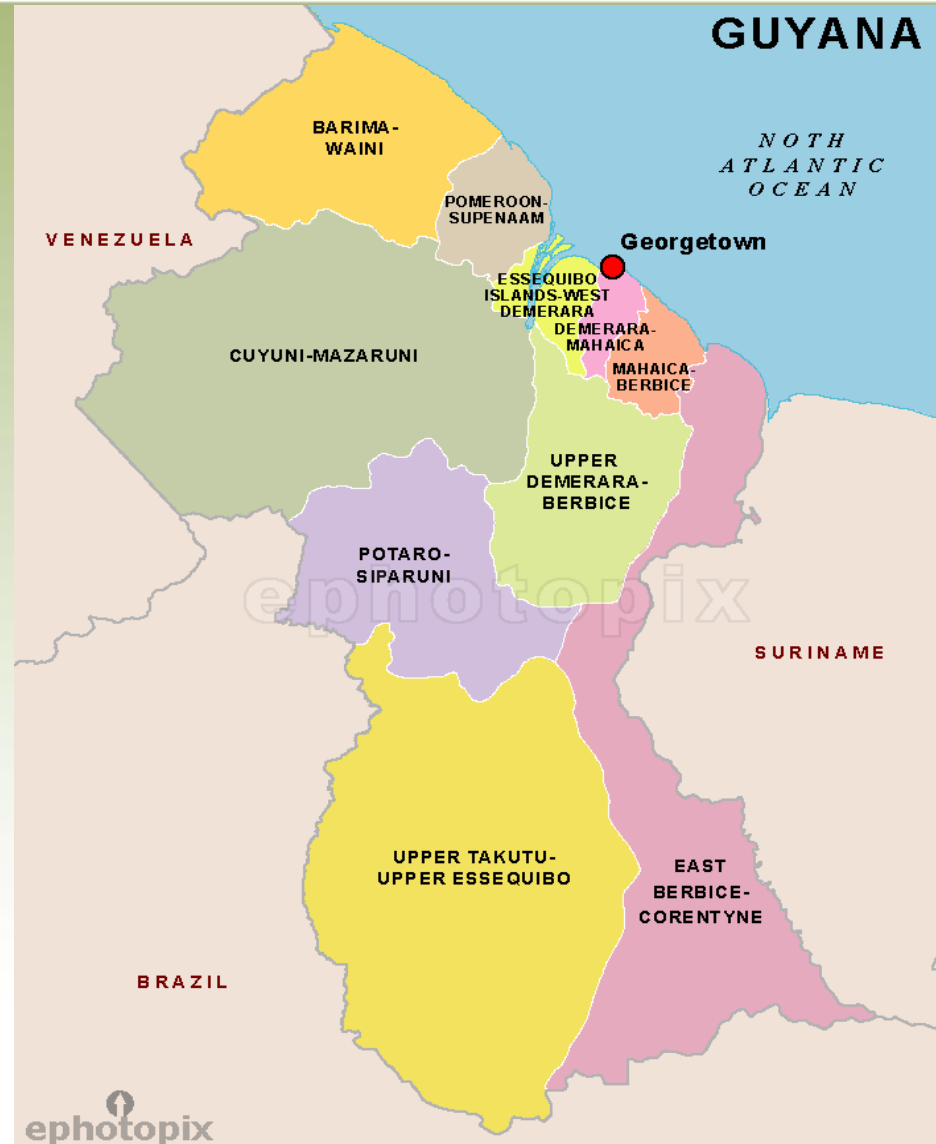 GUYANA
NOTH
ATLANTIC
OCEAN
BARIMA-
WAINI
POMEROON-
SUPENAAM
VENEZUELA
Georgetown
ESSEQUIBO
ISLANDS-WEST
DEMERARA
DEMERARA-
MAHAICA
CUYUNI-MAZARUNI
MAHAICA-
BERBICE
UPPER
DEMERARA-
BERBICE
POTARO-
SIPARUNI
ephotopix
SURINAME
UPPER TAKUTU-
UPPER ESSEQUIBO
EAST
BERBICE-
CORENTYNE
BRAZIL
ephotopix